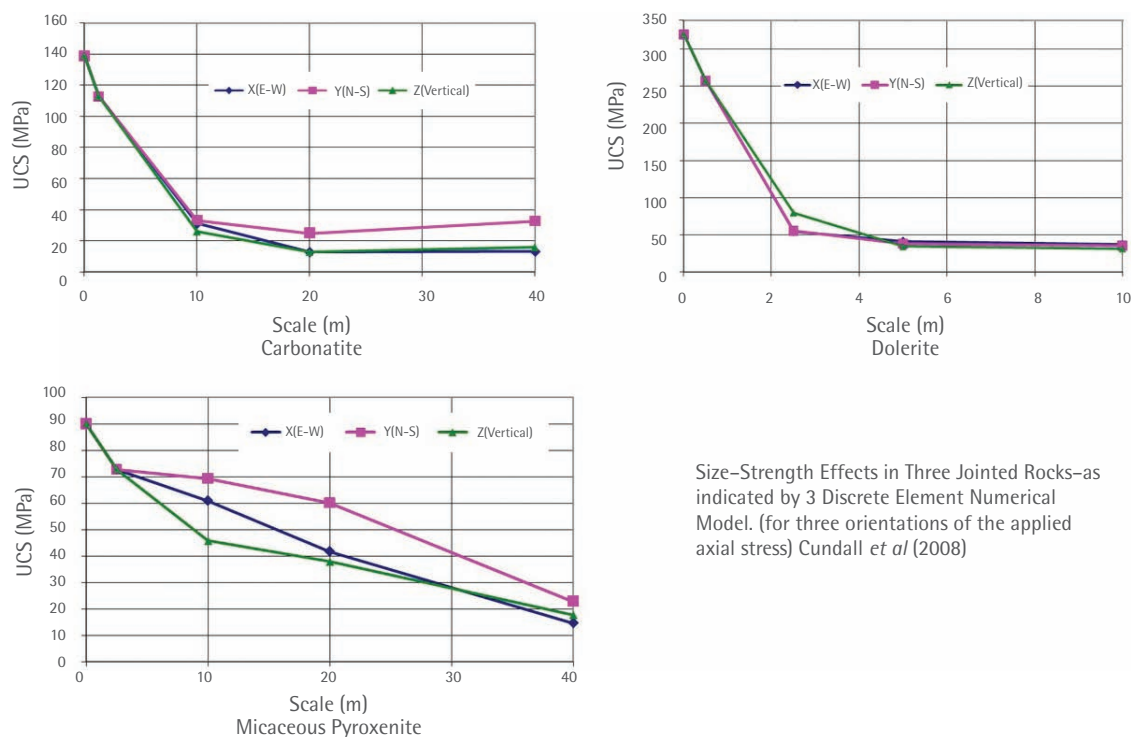 160
140
120
100
80
60
40
20
0
UCS (MPa)
X(E-W) Y(N-S) Z(Vertical)
0 10 20 30 40
Scale (m)
Carbonatite
350
300
250
200
150
100
50
0
UCS (MPa)
X(E-W) Y(N-S) Z(Vertical)
0 2 4 6 8 10
Scale (m)
Dolerite
100
90
80
70
60
50
40
30
20
10
0
UCS (MPa)
X(E-W) Y(N-S) Z(Vertical)
0 10 20 30 40
Scale (m)
Micaceous Pyroxenite
Size–Strength Effects in Three Jointed Rocks–as
indicated by 3 Discrete Element Numerical
Model. (for three orientations of the applied
axial stress) Cundall et al (2008)